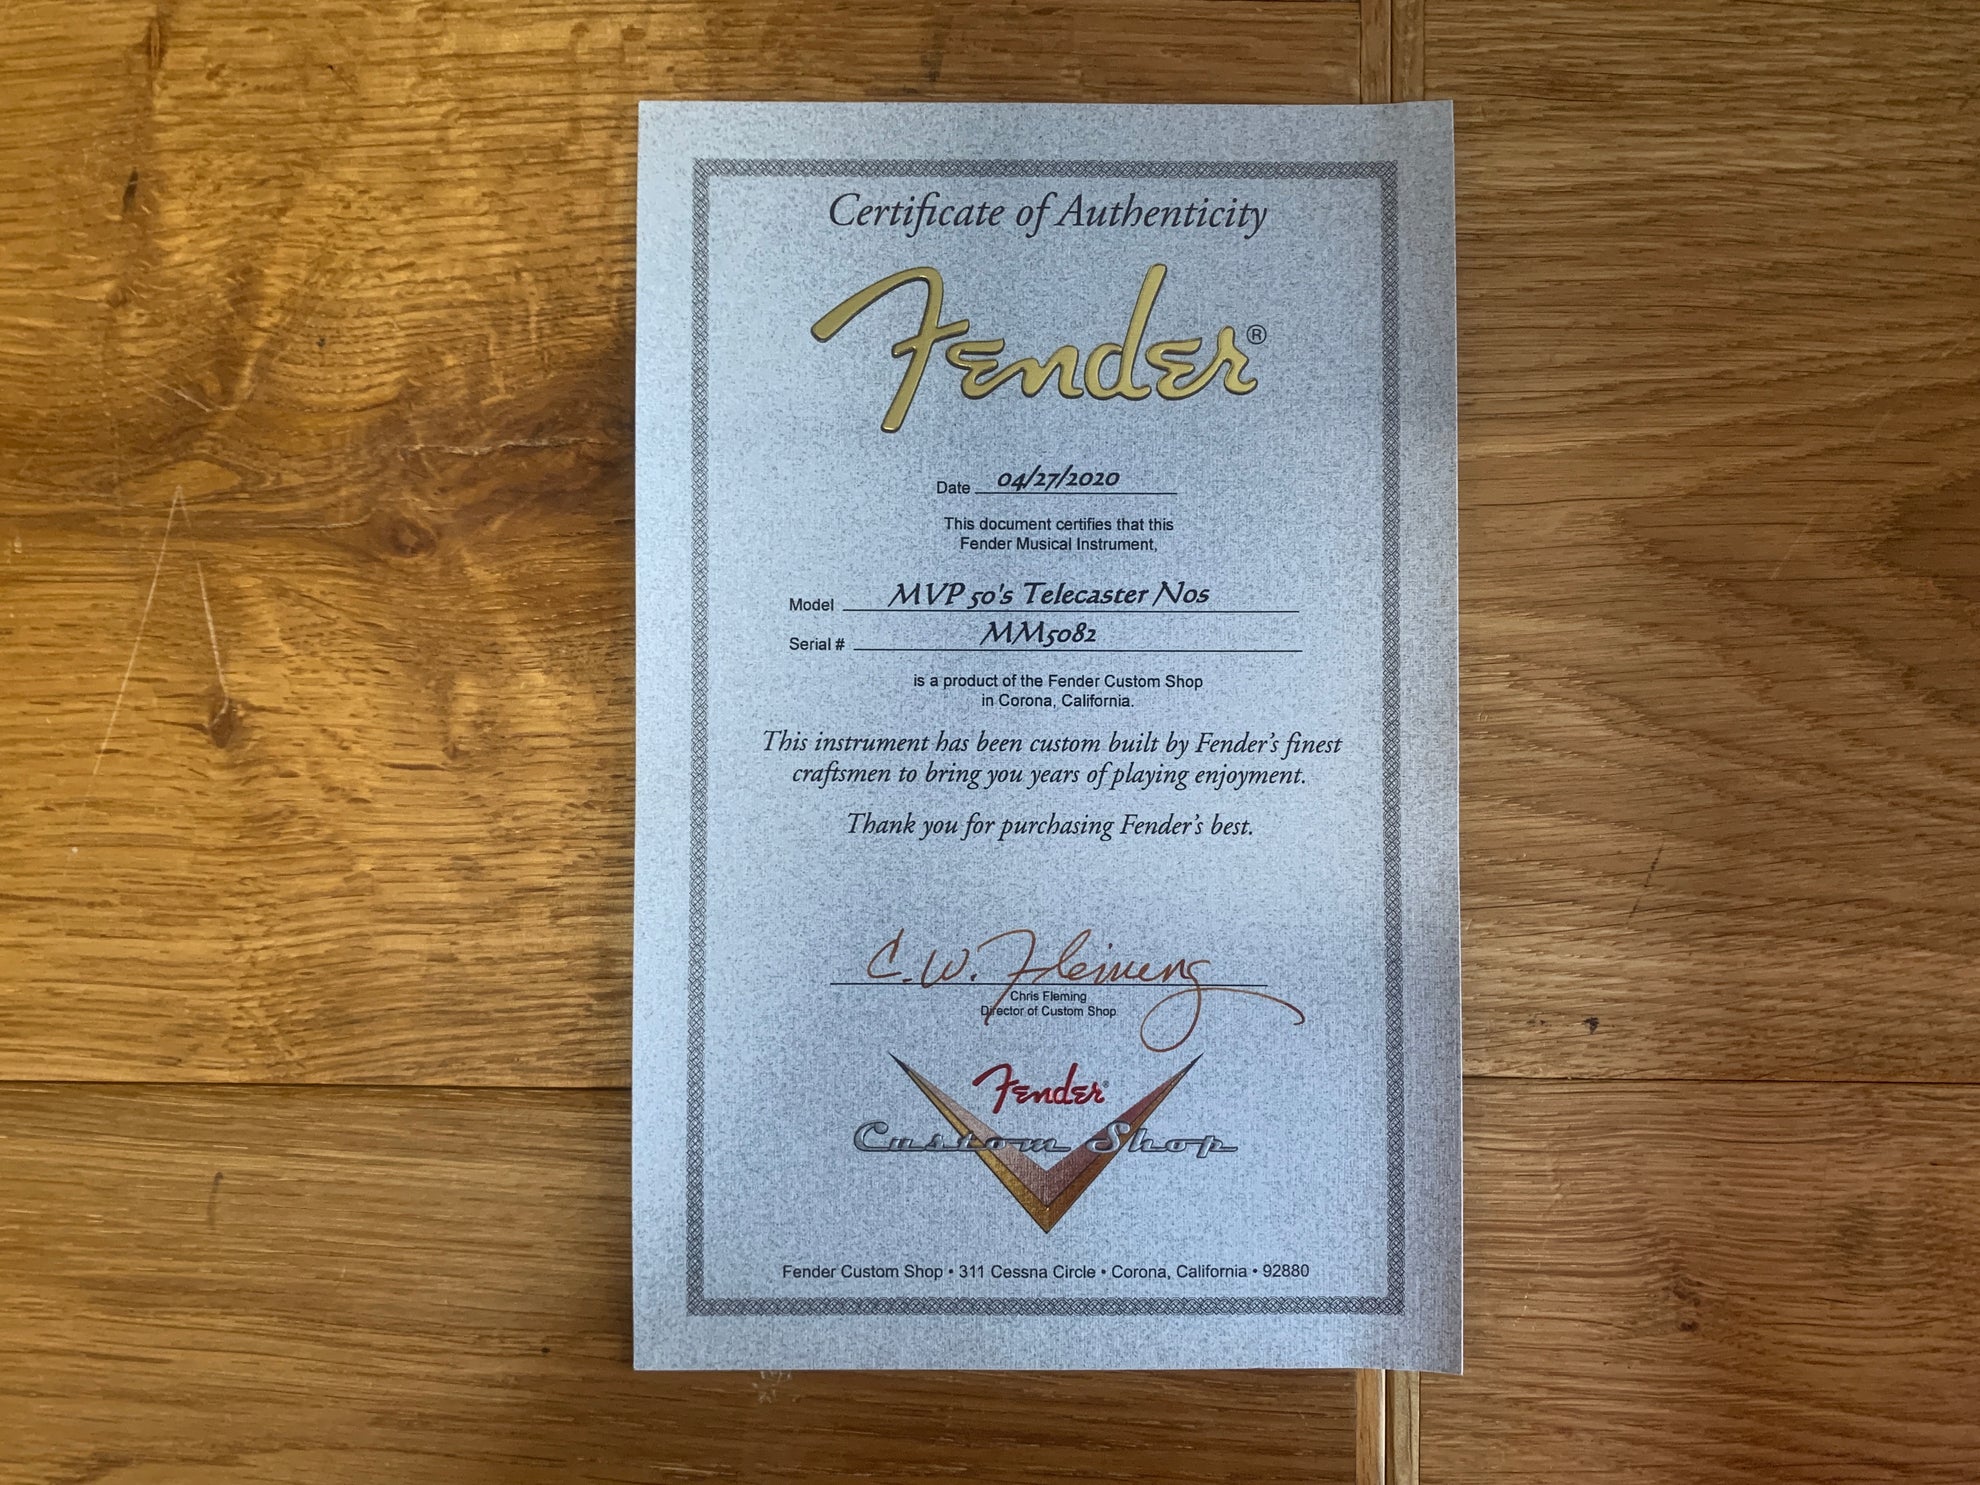 Certificate of Authenticity
Fender®
Date 04/27/2020
This document certifies that this
Fender Musical Instrument,
Model MVP 50's Telecaster Nos
Serial # MM5082
is a product of the Fender Custom Shop
in Corona, California.
This instrument has been custom built by Fender's finest
craftsmen to bring you years of playing enjoyment.
Thank you for purchasing Fender's best.
C.W. Fleming
Chris Fleming
Director of Custom Shop
Fender®
Custom Shop
Fender Custom Shop • 311 Cessna Circle • Corona, California • 92880